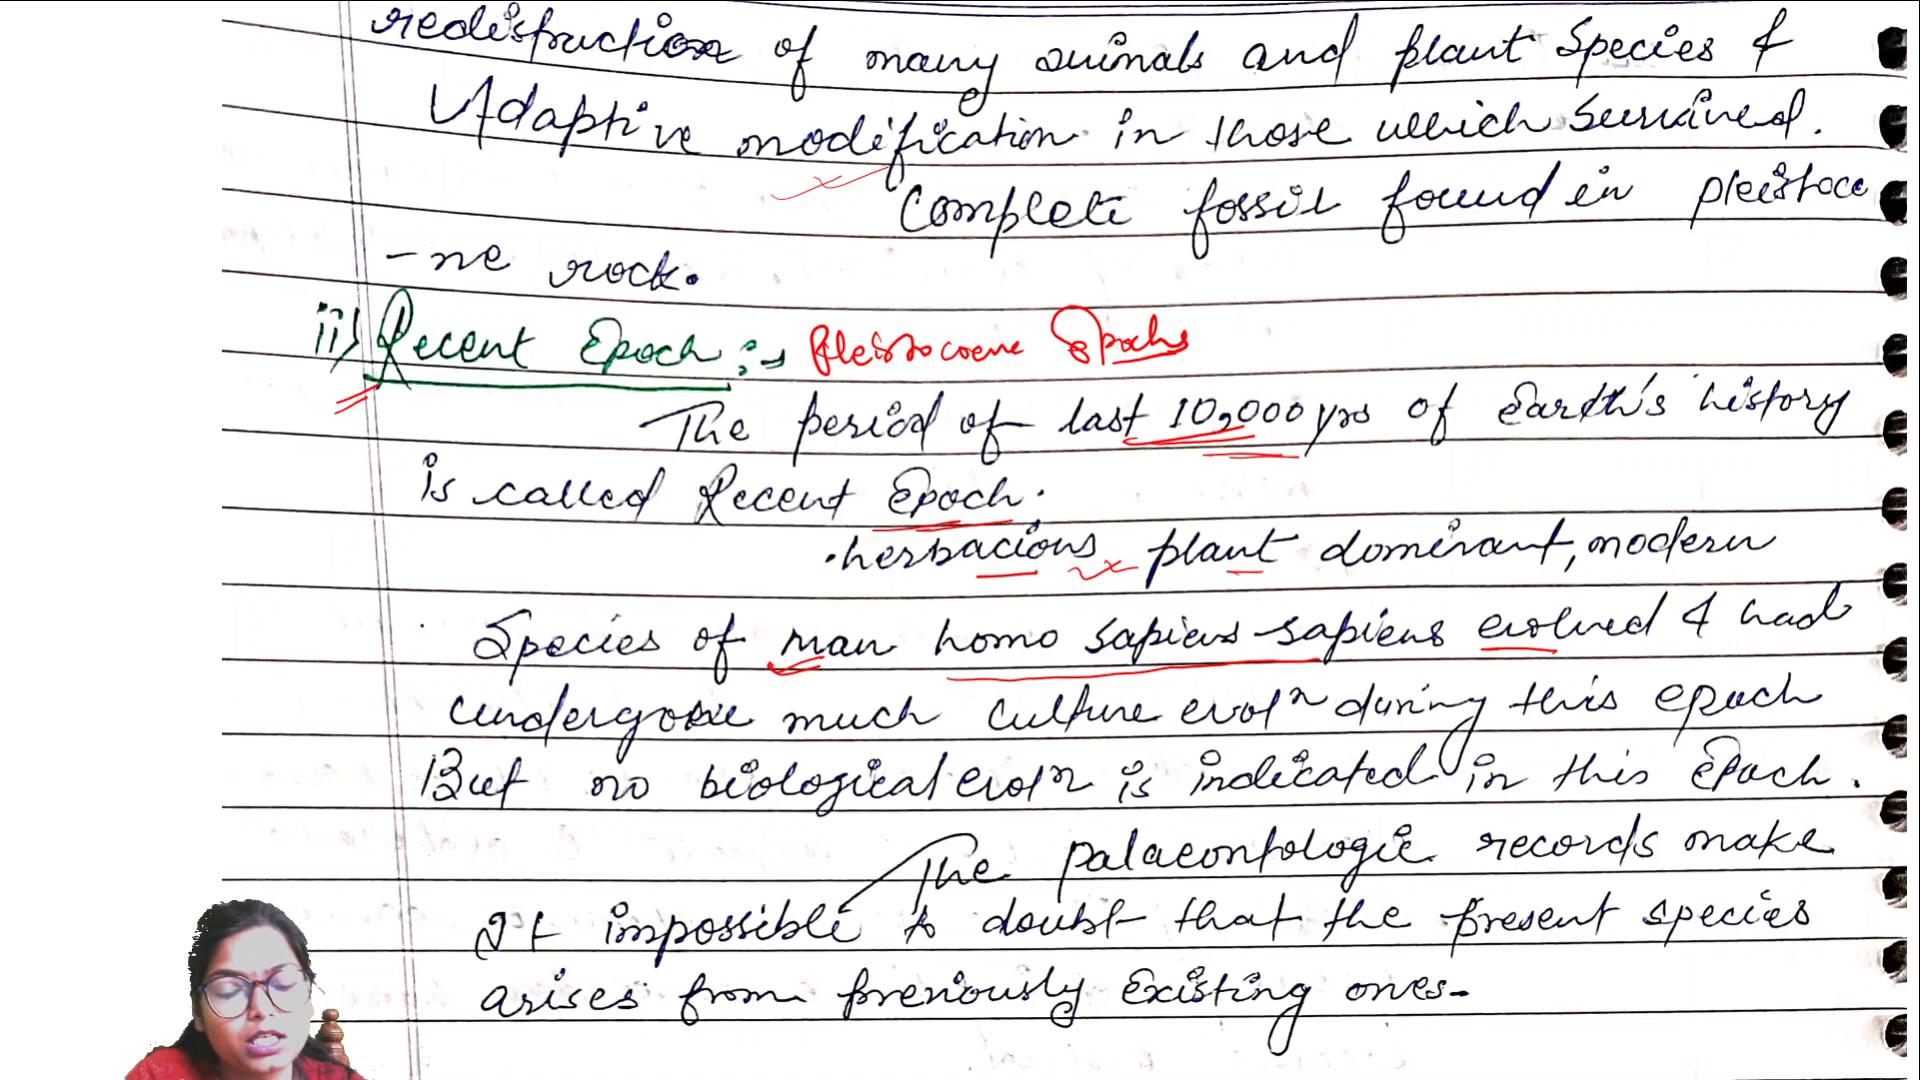 redistruction of many animals and plant Species &
Adaptive modification in those which Survived.
Complete fossil found in pleistoce
-ne rock.
ii) Recent Epoch :→ Pleistocoene Epochs
The period of last 10,000 yrs of Earth's history
is called Recent Epoch.
·herbacious plant dominant, modern
Species of man homo sapiens sapiens evolved & had
undergone much culture evolⁿ during this epoch
But no biological evolⁿ is indicated in this Epoch.
The palaeontologic records make
It impossible to doubt that the present species
arises from previously Existing ones-